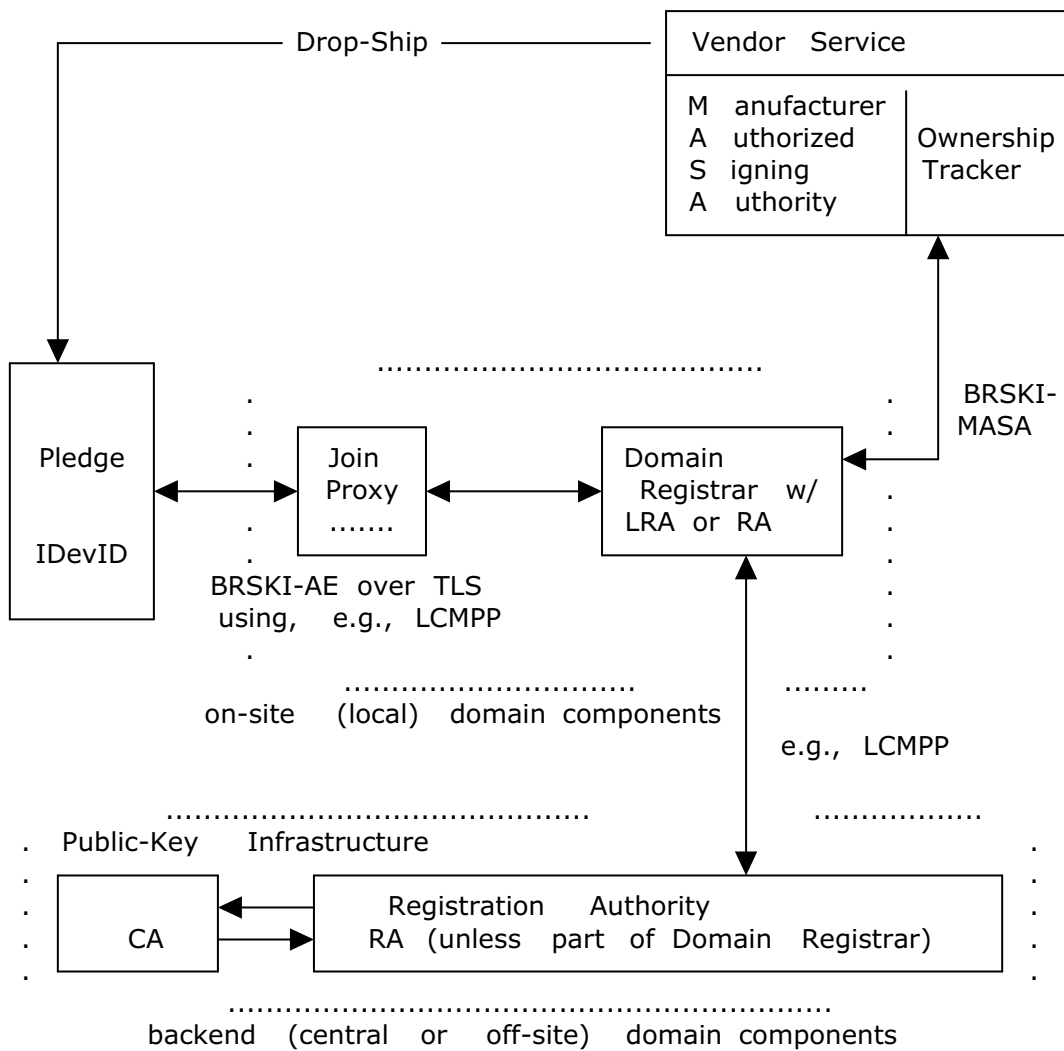 Drop-Ship
Vendor Service
M anufacturer
A uthorized
S igning
A uthority
Ownership
Tracker
BRSKI-
MASA
Pledge
IDevID
Join
Proxy
.......
Domain
Registrar w/
LRA or RA
BRSKI-AE over TLS
using, e.g., LCMPP
on-site (local) domain components
e.g., LCMPP
Public-Key Infrastructure
CA
Registration Authority
RA (unless part of Domain Registrar)
backend (central or off-site) domain components